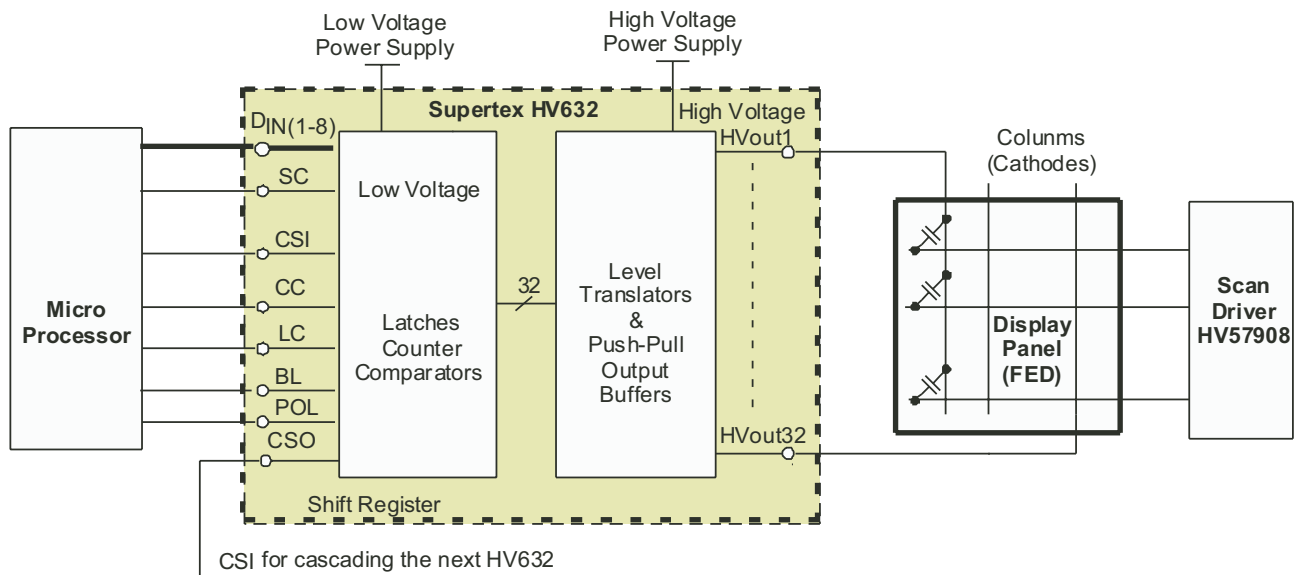 Low Voltage
Power Supply
High Voltage
Power Supply
Supertex HV632
High Voltage
DIN(1-8)
HVout1
SC
Low Voltage
CSI
CC
LC
BL
POL
CSO
Latches
Counter
Comparators
32
Level
Translators
&
Push-Pull
Output
Buffers
HVout32
Shift Register
CSI for cascading the next HV632
Micro
Processor
Colunms
(Cathodes)
Display
Panel
(FED)
Scan
Driver
HV57908